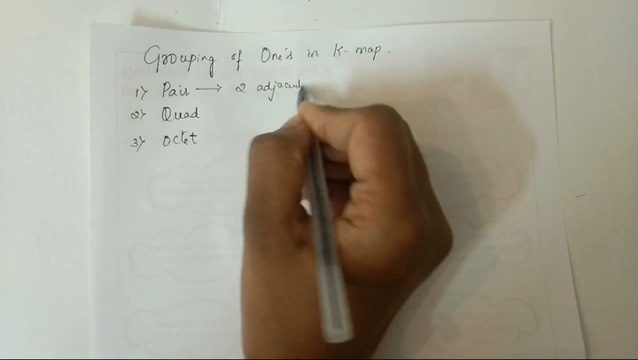 Grouping of One's in K-map.
1) Pair → 2 adjacent
2) Quad
3) Octet